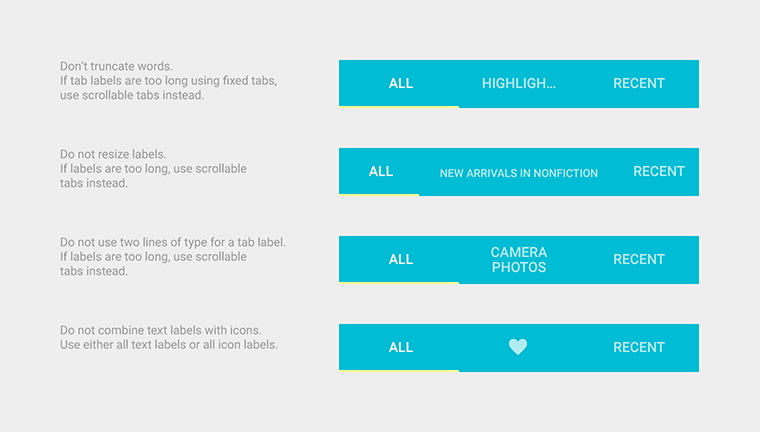 Don't truncate words.
If tab labels are too long using fixed tabs,
use scrollable tabs instead.
ALL
HIGHLIGH...
RECENT
Do not resize labels.
If labels are too long, use scrollable
tabs instead.
ALL
NEW ARRIVALS IN NONFICTION
RECENT
Do not use two lines of type for a tab label.
If labels are too long, use scrollable
tabs instead.
ALL
CAMERA
PHOTOS
RECENT
Do not combine text labels with icons.
Use either all text labels or all icon labels.
ALL
RECENT